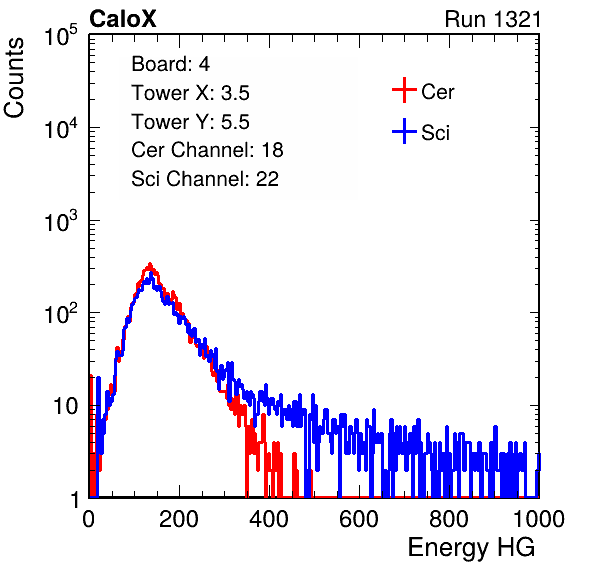 CaloX Run 1321
Counts
10^5
10^4
10^3
10^2
10
1
Board: 4
Tower X: 3.5
Tower Y: 5.5
Cer Channel: 18
Sci Channel: 22
Cer
Sci
0 200 400 600 800 1000
Energy HG